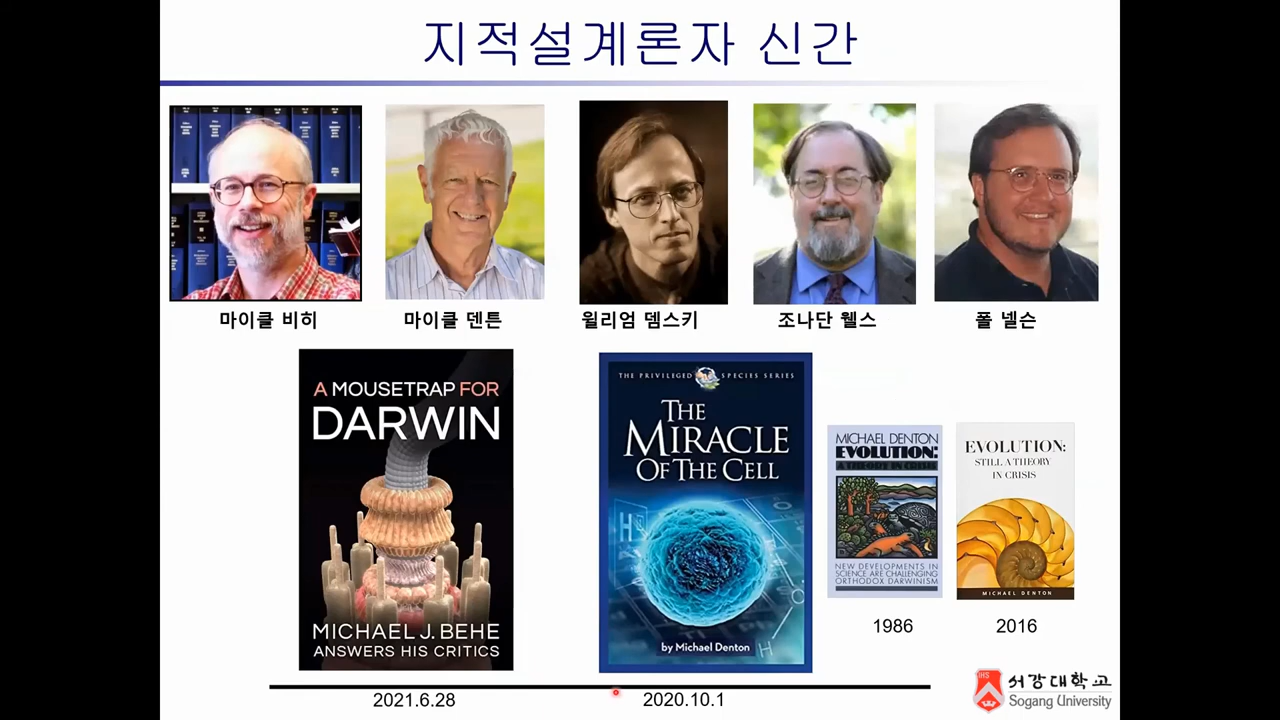 지적설계론자 신간
마이클 비히
마이클 덴튼
윌리엄 뎀스키
조나단 웰스
폴 넬슨
A MOUSETRAP FOR
DARWIN
MICHAEL J. BEHE
ANSWERS HIS CRITICS
THE PRIVILEGED SPECIES SERIES
THE
MIRACLE
OF THE CELL
by Michael Denton
MICHAEL DENTON
EVOLUTION:
A THEORY IN CRISIS
NEW DEVELOPMENTS IN
SCIENCE ARE CHALLENGING
ORTHODOX DARWINISM
EVOLUTION:
STILL A THEORY
IN CRISIS
MICHAEL DENTON
1986
2016
2021.6.28
2020.10.1
IHS
서강대학교
Sogang University